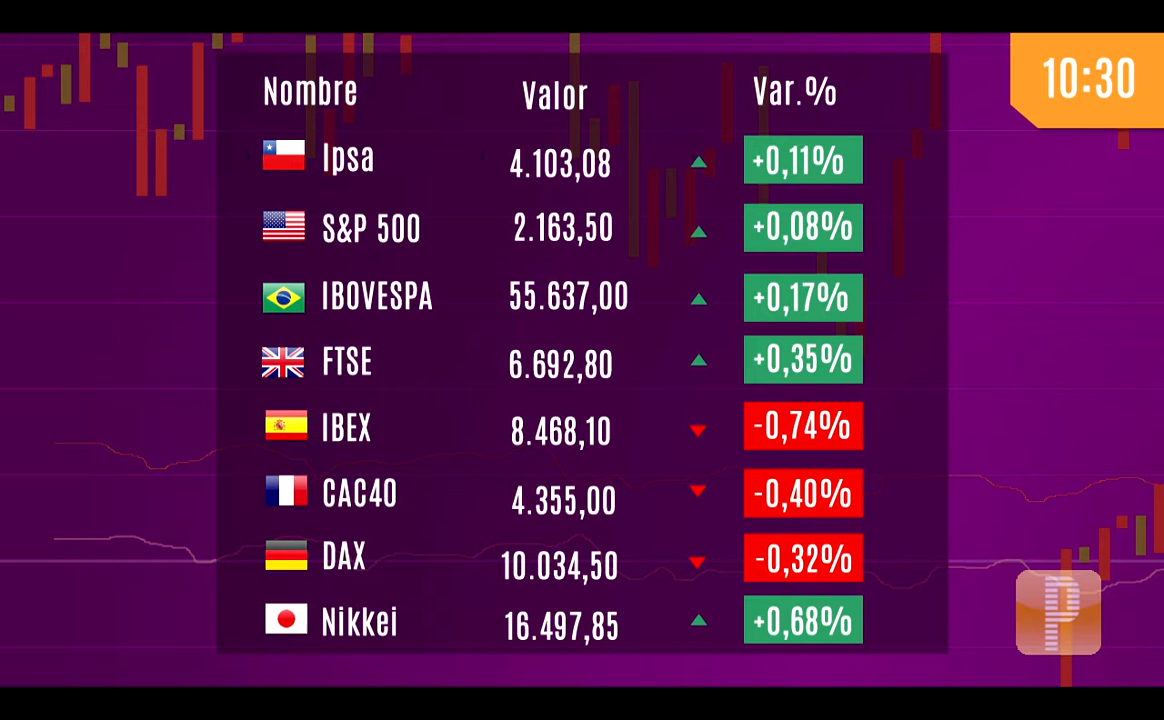 Nombre Valor Var.%
10:30
Ipsa 4.103,08 +0,11%
S&P 500 2.163,50 +0,08%
IBOVESPA 55.637,00 +0,17%
FTSE 6.692,80 +0,35%
IBEX 8.468,10 -0,74%
CAC40 4.355,00 -0,40%
DAX 10.034,50 -0,32%
Nikkei 16.497,85 +0,68%
P